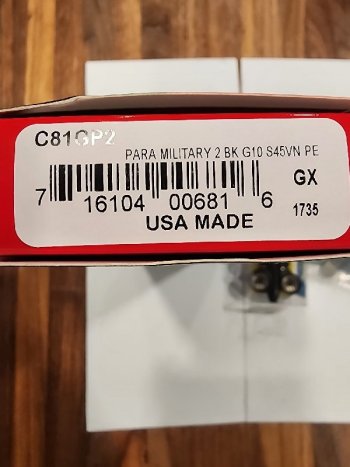 C81GP2
PARA MILITARY 2 BK G10 S45VN PE
GX
7 16104 00681 6
USA MADE
1735